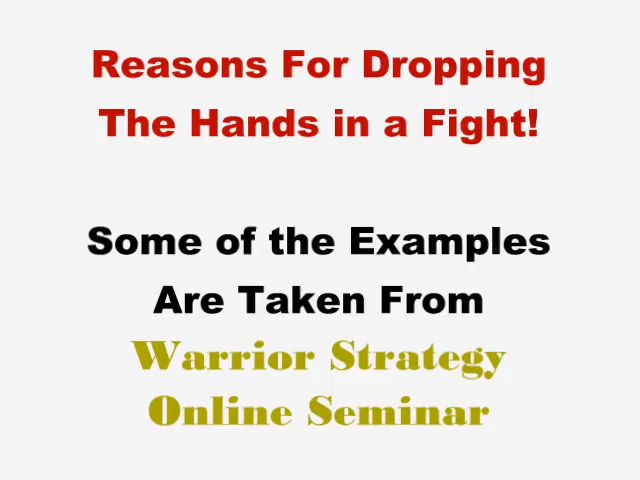 Reasons For Dropping
The Hands in a Fight!
Some of the Examples
Are Taken From
Warrior Strategy
Online Seminar